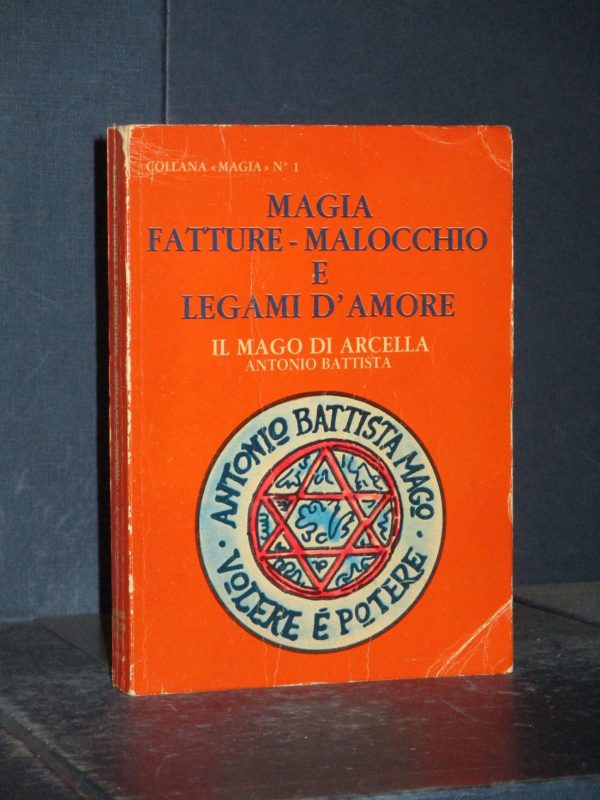 COLLANA «MAGIA» N° 1
MAGIA
FATTURE - MALOCCHIO
E
LEGAMI D'AMORE
IL MAGO DI ARCELLA
ANTONIO BATTISTA
· ANTONIO BATTISTA MAGO ·
VOLERE É POTERE